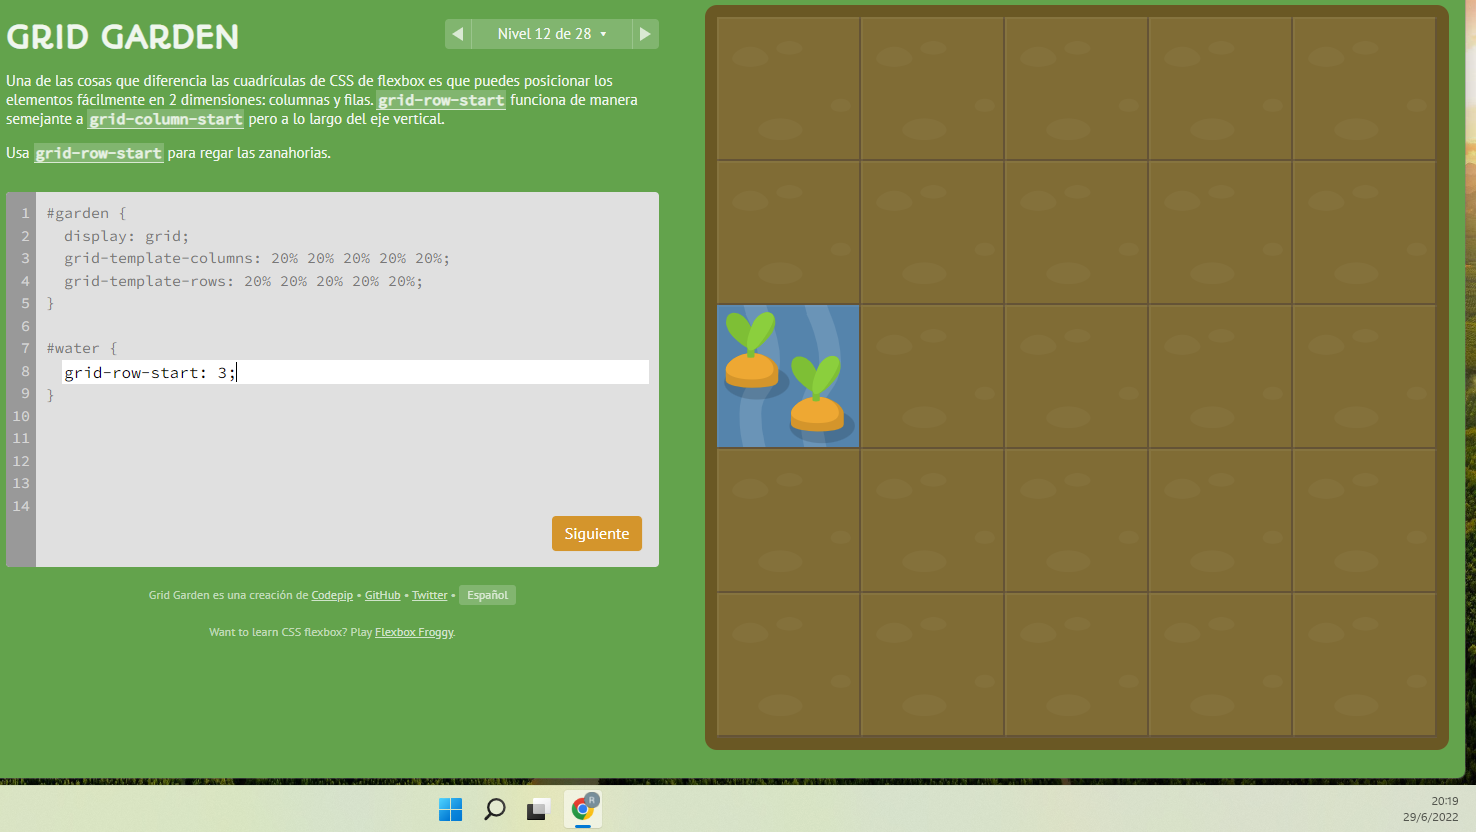 GRID GARDEN
Nivel 12 de 28
Una de las cosas que diferencia las cuadrículas de CSS de flexbox es que puedes posicionar los
elementos fácilmente en 2 dimensiones: columnas y filas. grid-row-start funciona de manera
semejante a grid-column-start pero a lo largo del eje vertical.
Usa grid-row-start para regar las zanahorias.
1 #garden {
2 display: grid;
3 grid-template-columns: 20% 20% 20% 20% 20%;
4 grid-template-rows: 20% 20% 20% 20% 20%;
5 }
6
7 #water {
8 grid-row-start: 3;
9 }
10
11
12
13
14
Siguiente
Grid Garden es una creación de Codepip • GitHub • Twitter • Español
Want to learn CSS flexbox? Play Flexbox Froggy.
R
20:19
29/6/2022